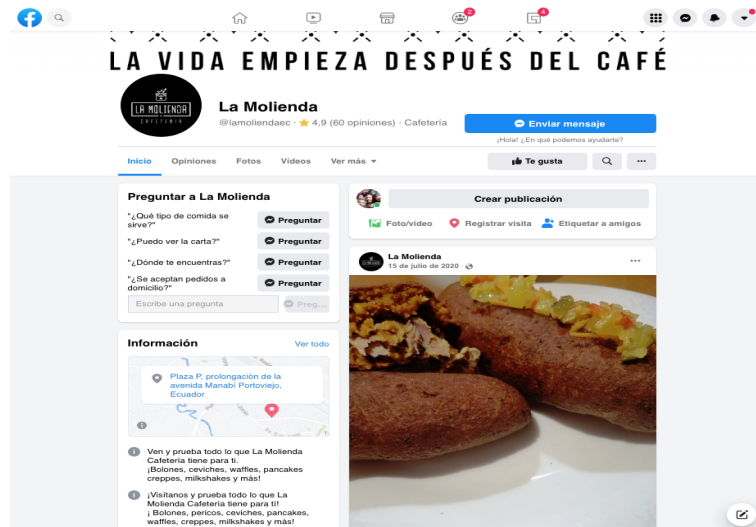 2
4
LA VIDA EMPIEZA DESPUÉS DEL CAFÉ
LA MOLIENDA
CAFETERIA
La Molienda
@lamoliendaec · 4,9 (60 opiniones) · Cafetería
Enviar mensaje
¡Hola! ¿En qué podemos ayudarte?
Inicio Opiniones Fotos Vídeos Ver más
Te gusta
Preguntar a La Molienda
"¿Qué tipo de comida se
sirve?"
Preguntar
"¿Puedo ver la carta?"
Preguntar
"¿Dónde te encuentras?"
Preguntar
"¿Se aceptan pedidos a
domicilio?"
Preguntar
Escribe una pregunta
Preg...
Información
Ver todo
Plaza P, prolongación de la
avenida Manabí Portoviejo,
Ecuador
Ven y prueba todo lo que La Molienda
Cafetería tiene para ti.
¡Bolones, ceviches, waffles, pancakes
creppes, milkshakes y más!
¡Visítanos y prueba todo lo que La
Molienda Cafetería tiene para ti!
¡ Bolones, pericos, ceviches, pancakes,
waffles, creppes, milkshakes y más!
Crear publicación
Foto/vídeo Registrar visita Etiquetar a amigos
La Molienda
15 de julio de 2020 ·